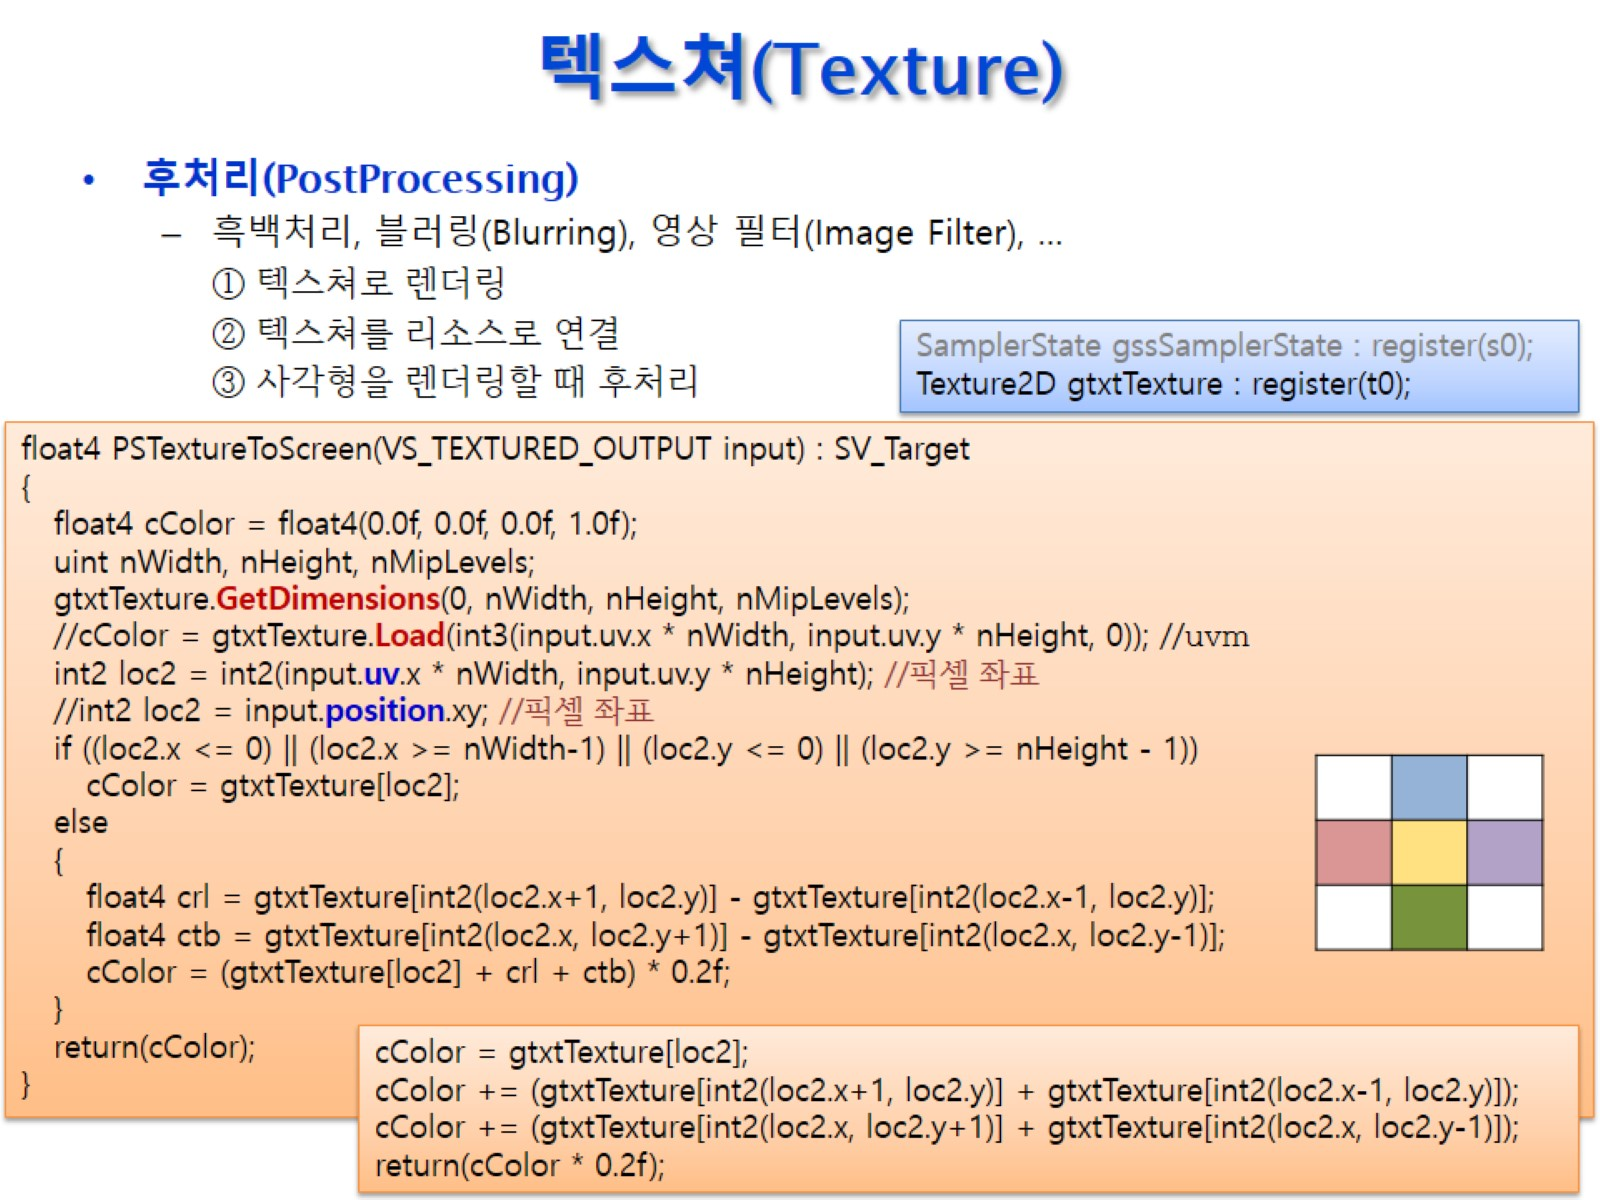 텍스쳐(Texture)
• 후처리(PostProcessing)
– 흑백처리, 블러링(Blurring), 영상 필터(Image Filter), ...
① 텍스쳐로 렌더링
② 텍스쳐를 리소스로 연결
③ 사각형을 렌더링할 때 후처리
SamplerState gssSamplerState : register(s0);
Texture2D gtxtTexture : register(t0);
float4 PSTextureToScreen(VS_TEXTURED_OUTPUT input) : SV_Target
{
float4 cColor = float4(0.0f, 0.0f, 0.0f, 1.0f);
uint nWidth, nHeight, nMipLevels;
gtxtTexture.GetDimensions(0, nWidth, nHeight, nMipLevels);
//cColor = gtxtTexture.Load(int3(input.uv.x * nWidth, input.uv.y * nHeight, 0)); //uvm
int2 loc2 = int2(input.uv.x * nWidth, input.uv.y * nHeight); //픽셀 좌표
//int2 loc2 = input.position.xy; //픽셀 좌표
if ((loc2.x <= 0) || (loc2.x >= nWidth-1) || (loc2.y <= 0) || (loc2.y >= nHeight - 1))
cColor = gtxtTexture[loc2];
else
{
float4 crl = gtxtTexture[int2(loc2.x+1, loc2.y)] - gtxtTexture[int2(loc2.x-1, loc2.y)];
float4 ctb = gtxtTexture[int2(loc2.x, loc2.y+1)] - gtxtTexture[int2(loc2.x, loc2.y-1)];
cColor = (gtxtTexture[loc2] + crl + ctb) * 0.2f;
}
return(cColor);
}
cColor = gtxtTexture[loc2];
cColor += (gtxtTexture[int2(loc2.x+1, loc2.y)] + gtxtTexture[int2(loc2.x-1, loc2.y)]);
cColor += (gtxtTexture[int2(loc2.x, loc2.y+1)] + gtxtTexture[int2(loc2.x, loc2.y-1)]);
return(cColor * 0.2f);